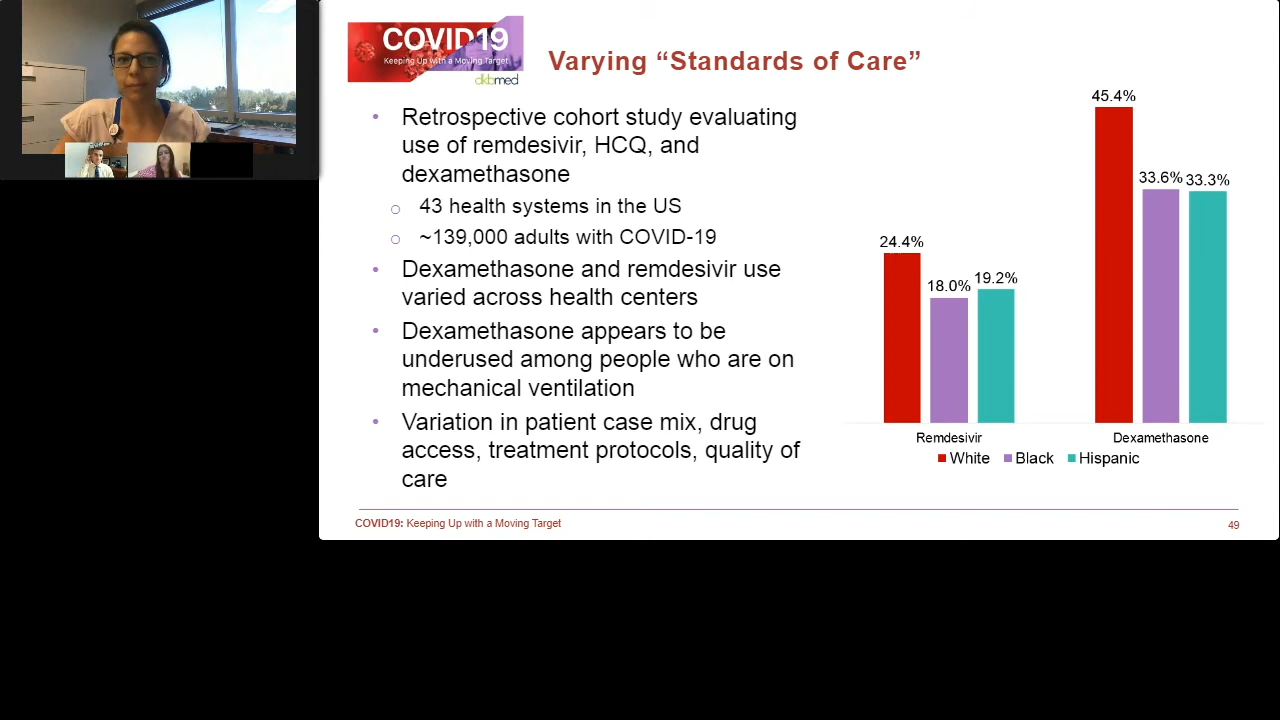 COVID19
Keeping Up with a Moving Target
dkbmed
Varying “Standards of Care”
• Retrospective cohort study evaluating
use of remdesivir, HCQ, and
dexamethasone
o 43 health systems in the US
o ~139,000 adults with COVID-19
• Dexamethasone and remdesivir use
varied across health centers
• Dexamethasone appears to be
underused among people who are on
mechanical ventilation
• Variation in patient case mix, drug
access, treatment protocols, quality of
care
24.4%
18.0%
19.2%
45.4%
33.6%
33.3%
Remdesivir
Dexamethasone
White Black Hispanic
COVID19: Keeping Up with a Moving Target
49